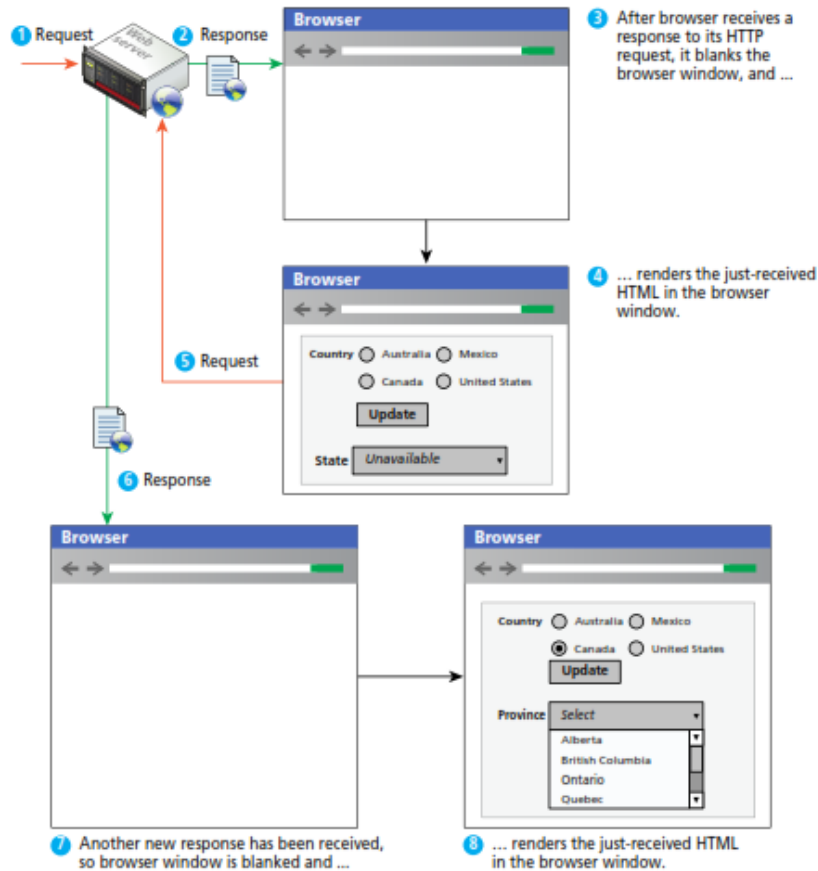 1 Request
Web server
2 Response
Browser
3 After browser receives a
response to its HTTP
request, it blanks the
browser window, and ...
Browser
4 ... renders the just-received
HTML in the browser
window.
Country Australia Mexico
Canada United States
Update
State Unavailable
5 Request
6 Response
Browser
Browser
Country Australia Mexico
Canada United States
Update
Province Select
Alberta
British Columbia
Ontario
Quebec
7 Another new response has been received,
so browser window is blanked and ...
8 ... renders the just-received HTML
in the browser window.